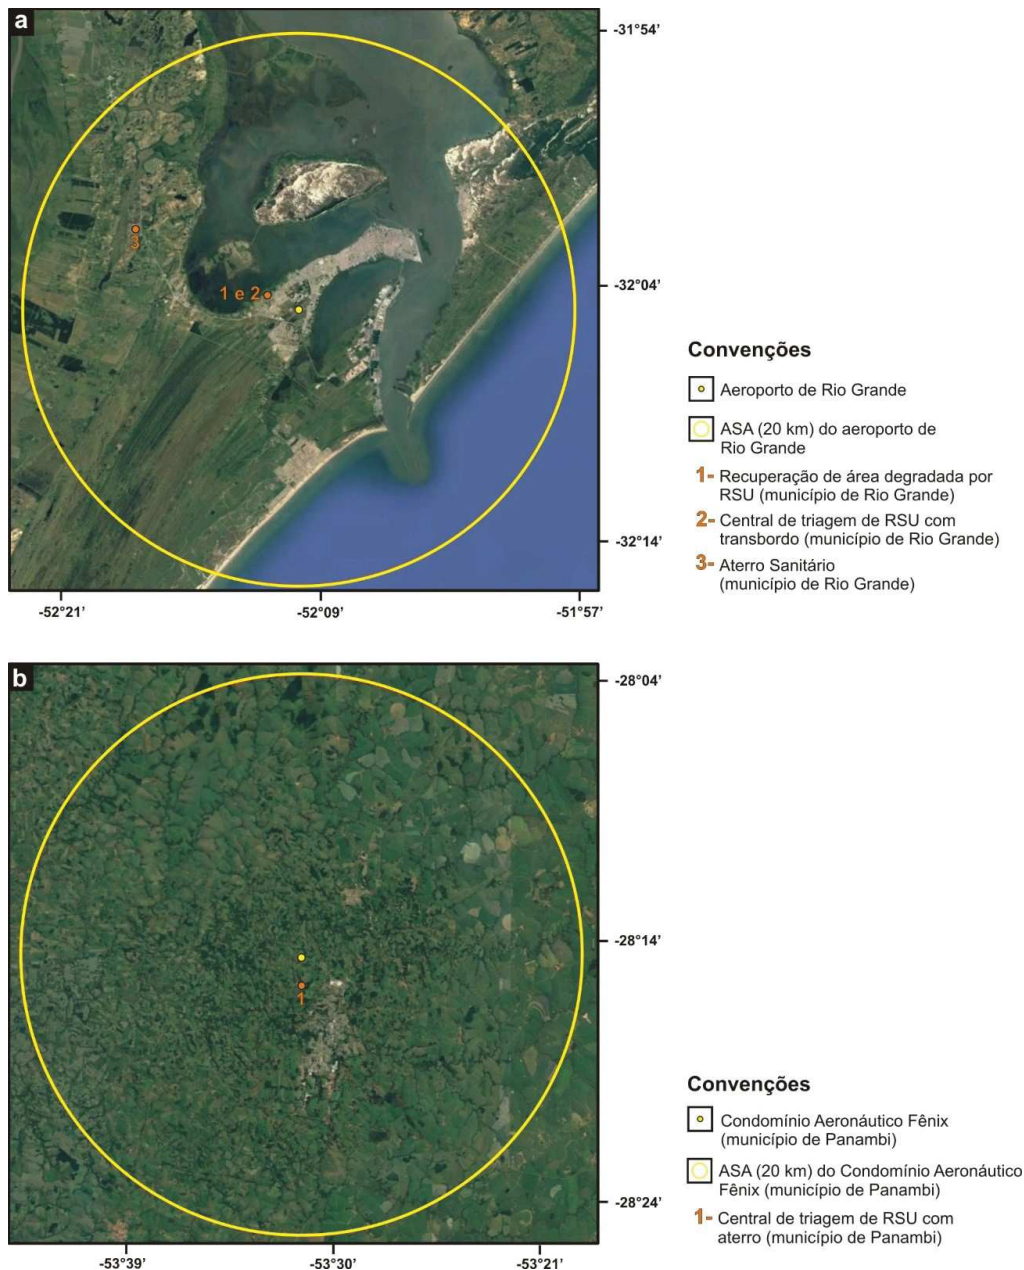 a
-31°54'
3
1 e 2
-32°04'
-32°14'
-52°21'
-52°09'
-51°57'
Convenções
Aeroporto de Rio Grande
ASA (20 km) do aeroporto de
Rio Grande
1- Recuperação de área degradada por
RSU (município de Rio Grande)
2- Central de triagem de RSU com
transbordo (município de Rio Grande)
3- Aterro Sanitário
(município de Rio Grande)
b
-28°04'
-28°14'
1
-28°24'
-53°39'
-53°30'
-53°21'
Convenções
Condomínio Aeronáutico Fênix
(município de Panambi)
ASA (20 km) do Condomínio Aeronáutico
Fênix (município de Panambi)
1- Central de triagem de RSU com
aterro (município de Panambi)